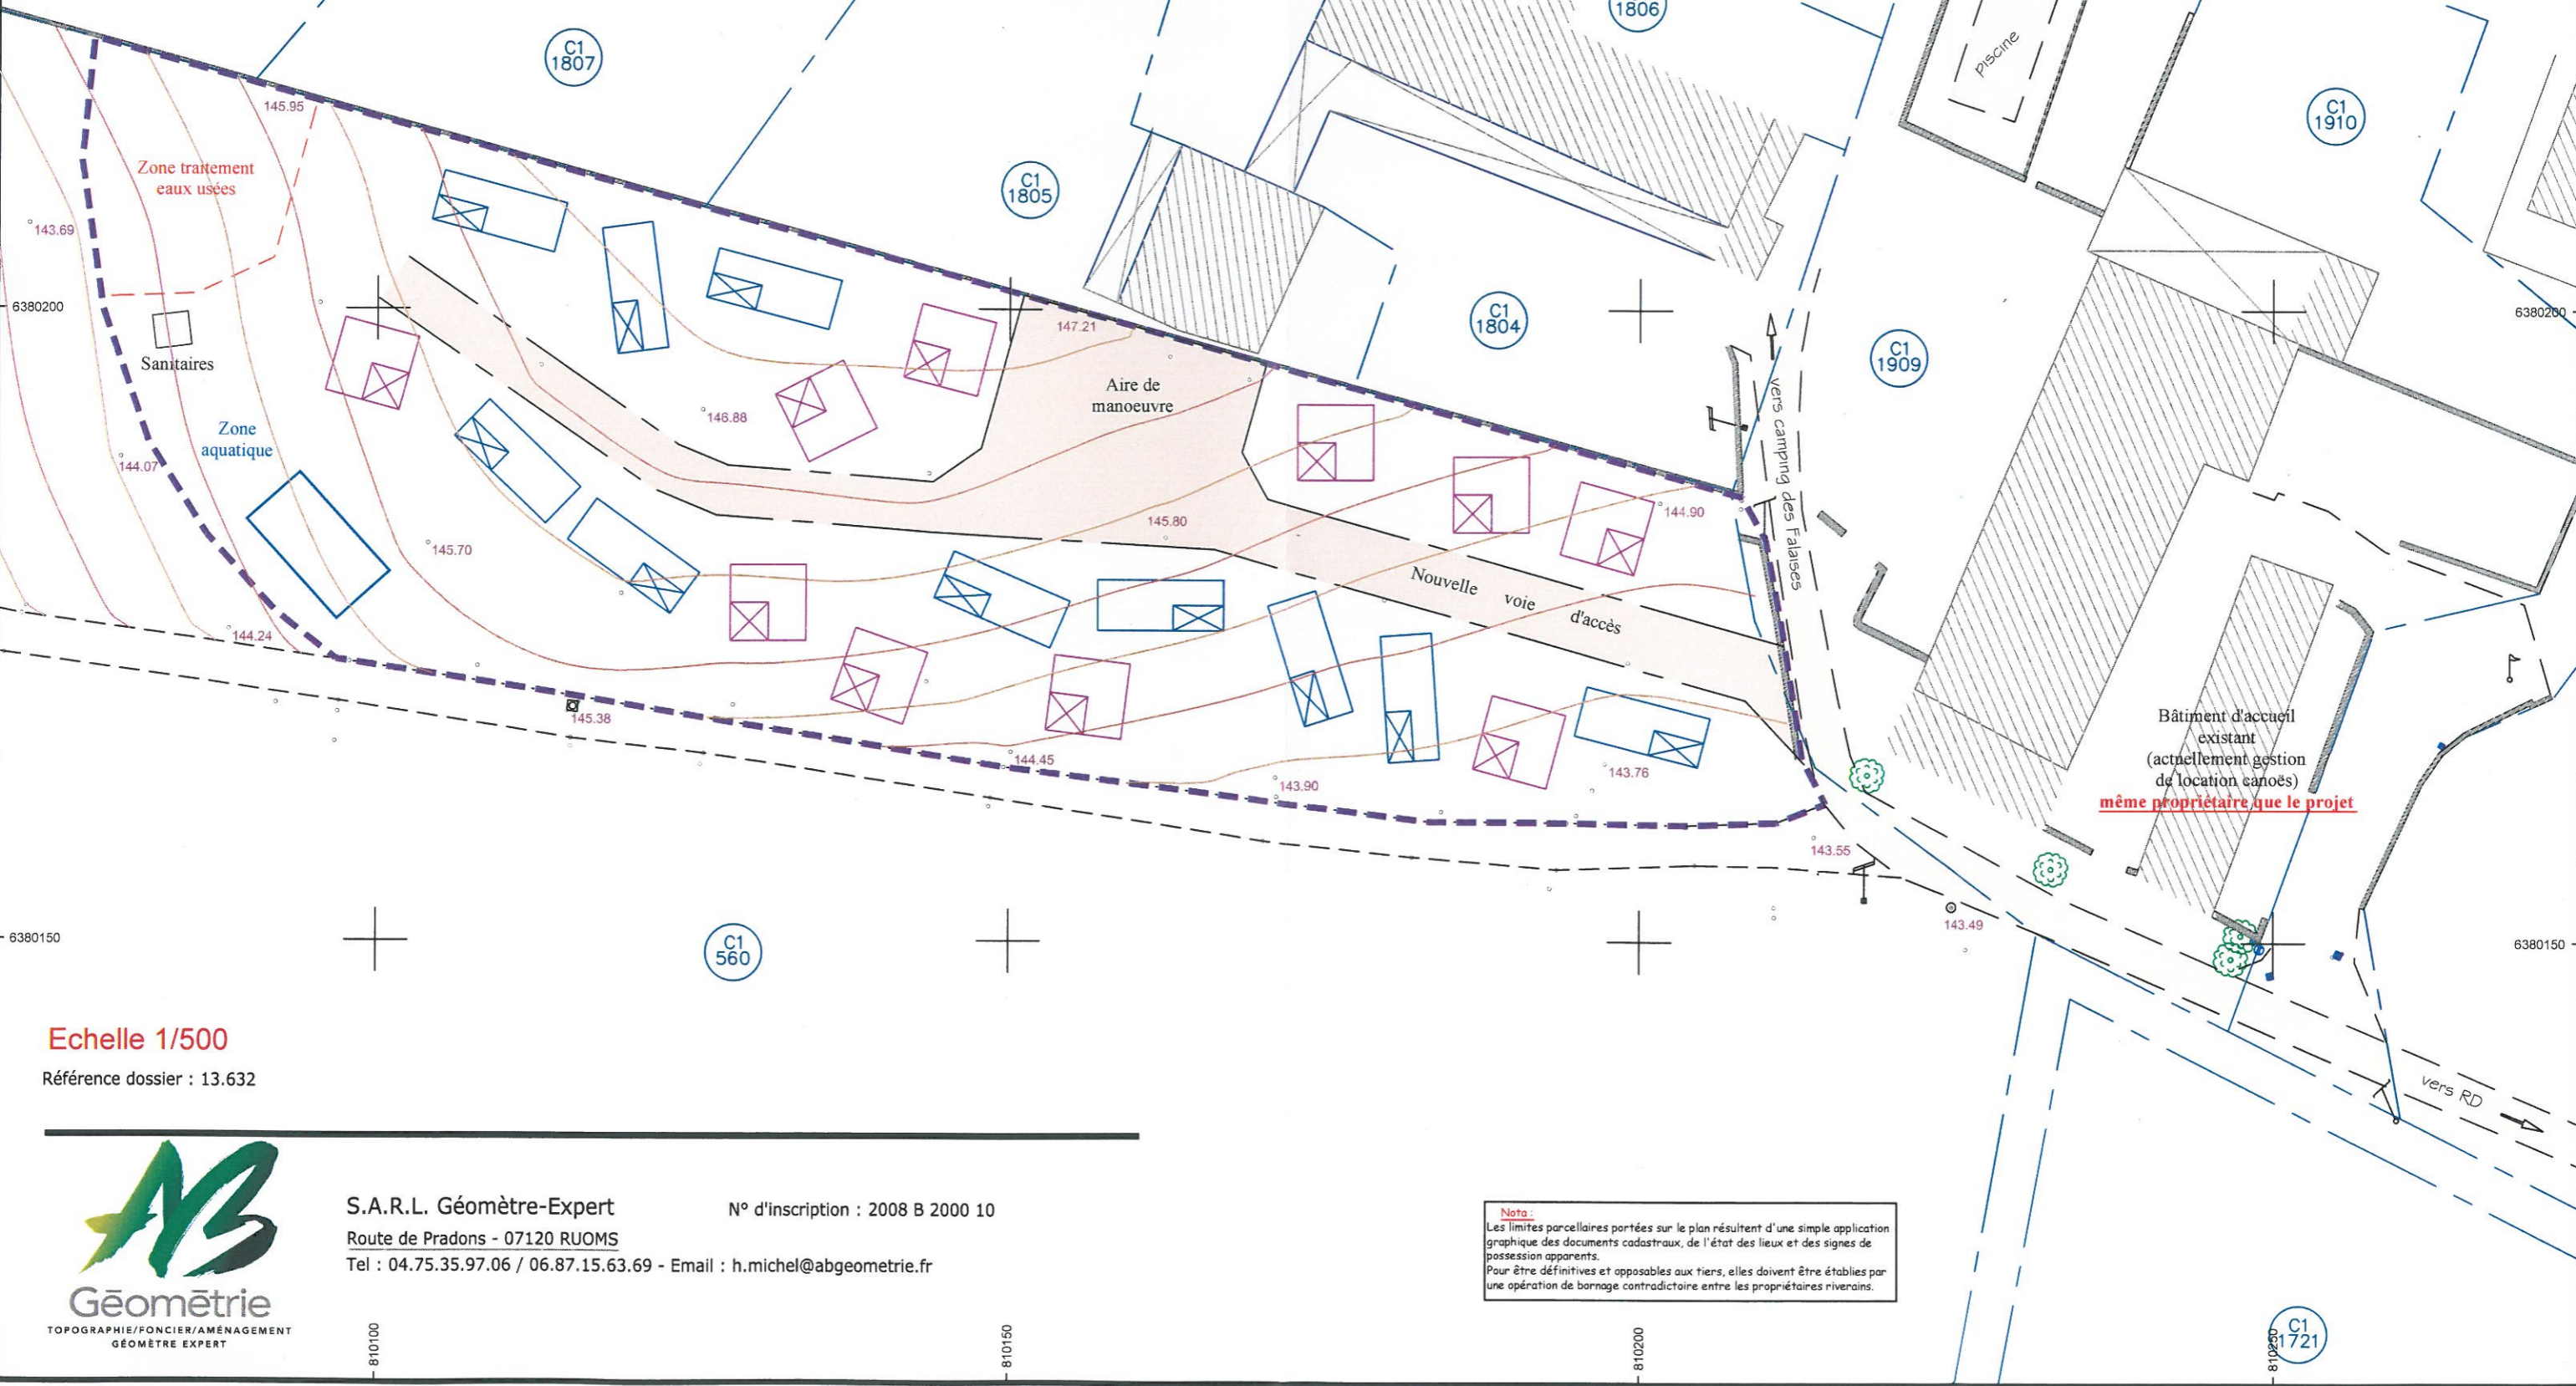 C1
1806
C1
1807
piscine
C1
1910
145.95
Zone traitement
eaux usées
C1
1805
143.69
6380200
147.21
C1
1804
6380200
C1
1909
Sanitaires
Aire de
manoeuvre
vers camping des Falaises
146.88
Zone
aquatique
144.07
145.70
145.80
144.90
Nouvelle voie d'accès
144.24
145.38
144.45
143.90
143.76
Bâtiment d'accueil
existant
(actuellement gestion
de location canoës)
même propriétaire que le projet
143.55
143.49
6380150
C1
560
6380150
Echelle 1/500
Référence dossier : 13.632
vers RD
AB
Géométrie
TOPOGRAPHIE/FONCIER/AMÉNAGEMENT
GÉOMÈTRE EXPERT
S.A.R.L. Géomètre-Expert
N° d'inscription : 2008 B 2000 10
Route de Pradons - 07120 RUOMS
Tel : 04.75.35.97.06 / 06.87.15.63.69 - Email : h.michel@abgeometrie.fr
Nota :
Les limites parcellaires portées sur le plan résultent d'une simple application
graphique des documents cadastraux, de l'état des lieux et des signes de
possession apparents.
Pour être définitives et opposables aux tiers, elles doivent être établies par
une opération de bornage contradictoire entre les propriétaires riverains.
810100
810150
810200
810250
C1
1721